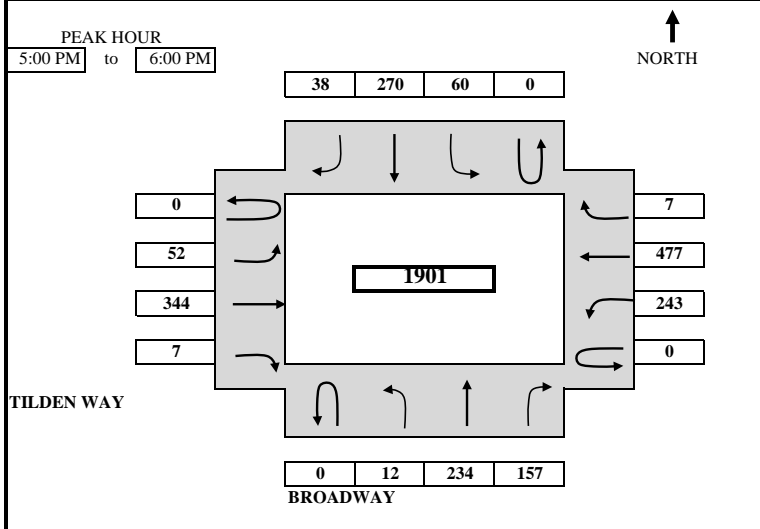 PEAK HOUR
5:00 PM to 6:00 PM
NORTH
38 270 60 0
0 7
52 477
1901
344 243
7 0
TILDEN WAY
0 12 234 157
BROADWAY